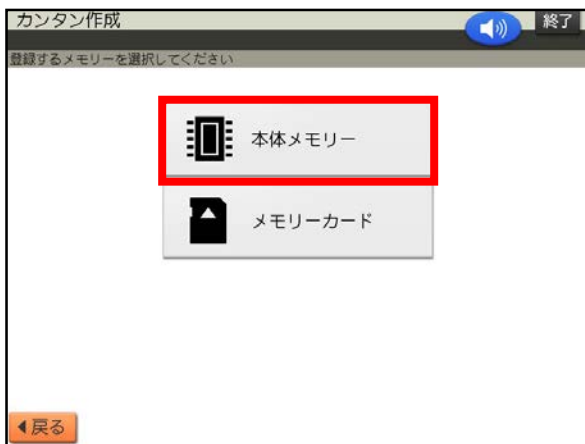 カンタン作成
終了
登録するメモリーを選択してください
本体メモリー
メモリーカード
戻る